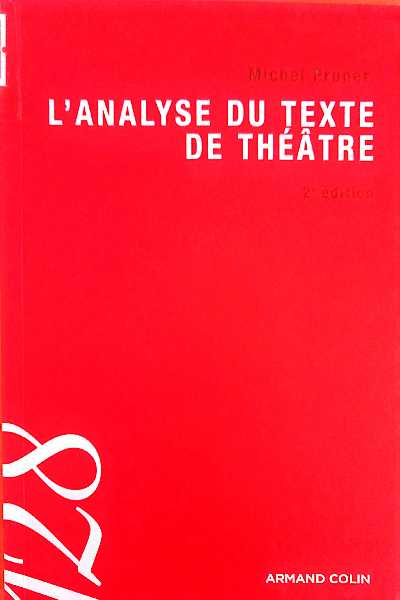 Michel Pruner
L'ANALYSE DU TEXTE
DE THÉÂTRE
2e édition
128
ARMAND COLIN